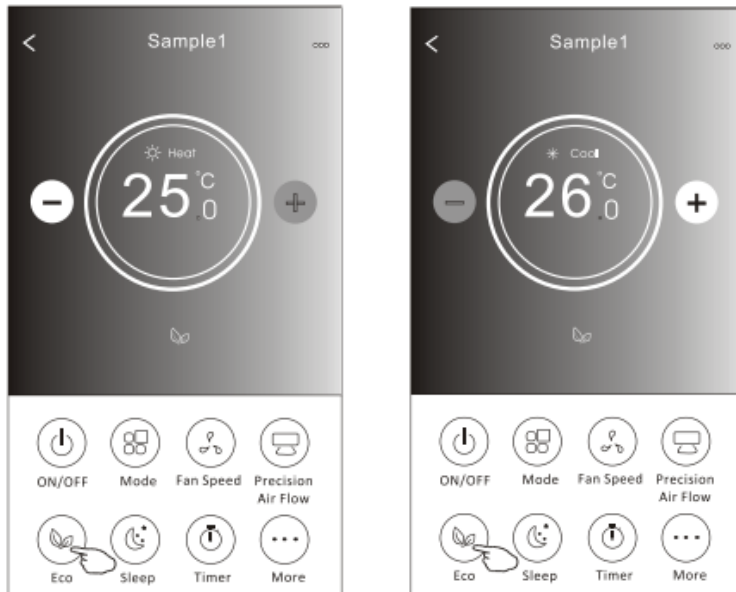 Sample1
Heat
25.0°C
ON/OFF
Mode
Fan Speed
Precision
Air Flow
Eco
Sleep
Timer
More
Sample1
Cool
26.0°C
ON/OFF
Mode
Fan Speed
Precision
Air Flow
Eco
Sleep
Timer
More